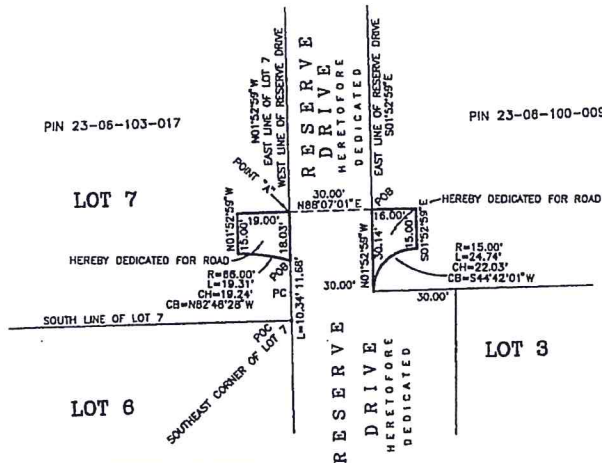 RESERVE
DRIVE
HERETOFORE
DEDICATED
N01°52'59"W
EAST LINE OF LOT 7
WEST LINE OF RESERVE DRIVE
EAST LINE OF RESERVE DRIVE
S01°52'59"E
PIN 23-06-103-017
PIN 23-06-100-009
POINT "A"
LOT 7
30.00'
N88°07'01"E
POB
16.00'
HEREBY DEDICATED FOR ROAD
N01°52'59"W
19.00'
15.00'
18.03'
HEREBY DEDICATED FOR ROAD
N01°52'59"W
30.14'
15.00'
S01°52'59"E
R=15.00'
L=24.74'
CH=22.03'
CB=S44°42'01"W
POB
R=66.00'
L=19.31'
CH=19.24'
CB=N82°46'28"W
PC
11.68'
L=10.34'
30.00'
30.00'
SOUTH LINE OF LOT 7
POC
SOUTHEAST CORNER OF LOT 7
LOT 6
RESERVE
DRIVE
HERETOFORE
DEDICATED
LOT 3